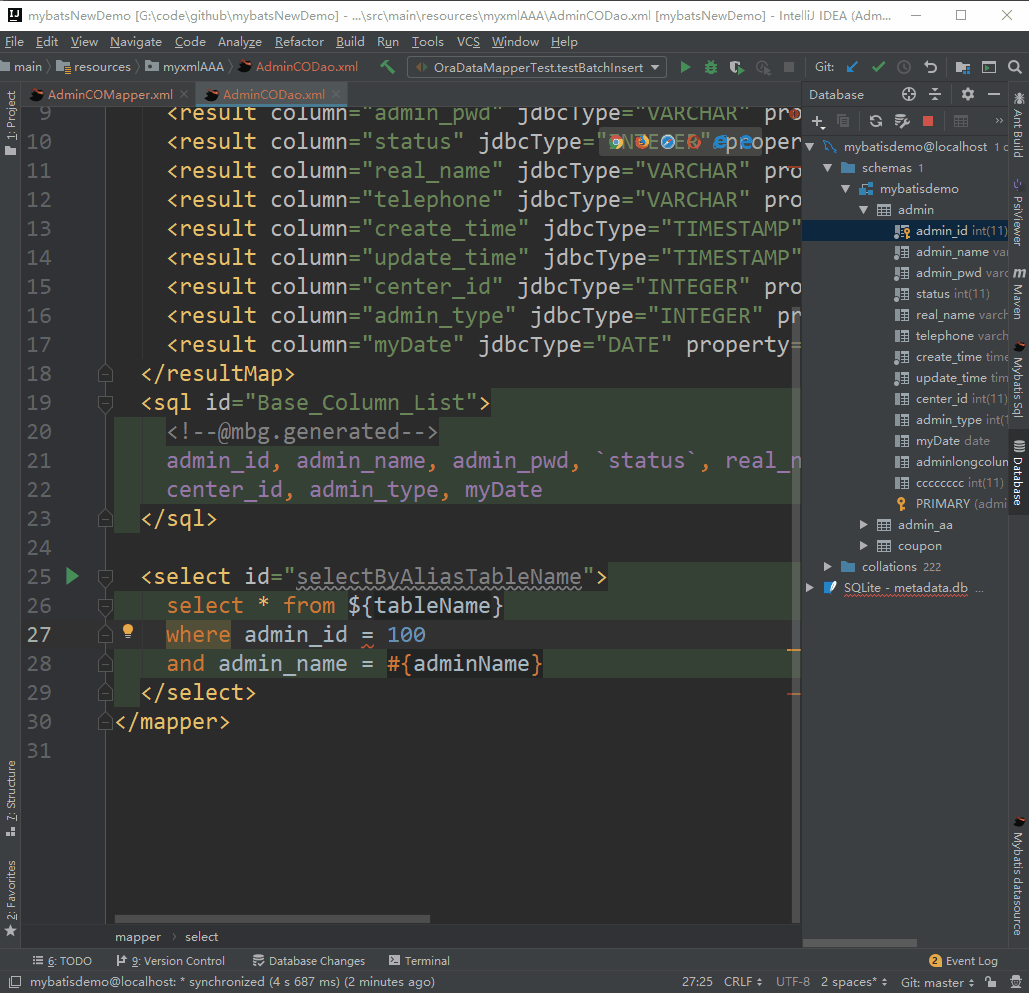 mybatsNewDemo [G:\code\github\mybatsNewDemo] - ...\src\main\resources\myxmlAAA\AdminCODao.xml [mybatsNewDemo] - IntelliJ IDEA (Adm...
File Edit View Navigate Code Analyze Refactor Build Run Tools VCS Window Help
main resources myxmlAAA AdminCODao.xml OraDataMapperTest.testBatchInsert Git:
AdminCOMapper.xml AdminCODao.xml
9 <result column="admin_pwd" jdbcType="VARCHAR" pro
10 <result column="status" jdbcType="INTEGER" proper
11 <result column="real_name" jdbcType="VARCHAR" pro
12 <result column="telephone" jdbcType="VARCHAR" pro
13 <result column="create_time" jdbcType="TIMESTAMP"
14 <result column="update_time" jdbcType="TIMESTAMP"
15 <result column="center_id" jdbcType="INTEGER" pro
16 <result column="admin_type" jdbcType="INTEGER" pr
17 <result column="myDate" jdbcType="DATE" property=
18 </resultMap>
19 <sql id="Base_Column_List">
20 <!--@mbg.generated-->
21 admin_id, admin_name, admin_pwd, `status`, real_n
22 center_id, admin_type, myDate
23 </sql>
24
25 <select id="selectByAliasTableName">
26 select * from ${tableName}
27 where admin_id = 100
28 and admin_name = #{adminName}
29 </select>
30 </mapper>
31
mapper › select
Database
mybatisdemo@localhost 1 o
schemas 1
mybatisdemo
admin
admin_id int(11)
admin_name var
admin_pwd varc
status int(11)
real_name varch
telephone varch
create_time time
update_time tim
center_id int(11)
admin_type int(1
myDate date
adminlongcolum
cccccccc int(11)
PRIMARY (admi
admin_aa
coupon
collations 222
SQLite - metadata.db ...
1: Project
Z: Structure
2: Favorites
Ant Build
PsiViewer
Maven
Mybatis Sql
Database
Mybatis datasource
6: TODO 9: Version Control Database Changes Terminal 2 Event Log
mybatisdemo@localhost: * synchronized (4 s 687 ms) (2 minutes ago) 27:25 CRLF UTF-8 2 spaces* Git: master